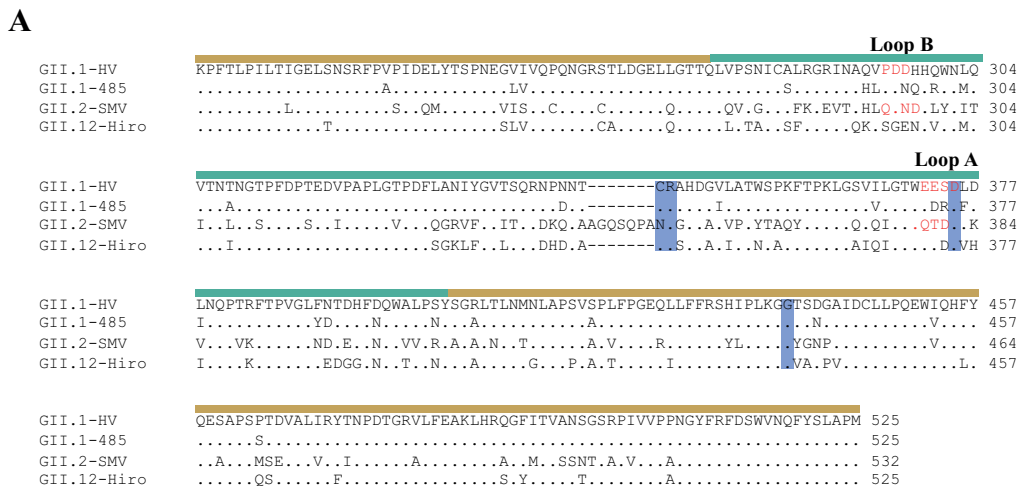 A
Loop B
GII.1-HV KPFTLPILTIGELSNSRFPVPIDELYTSPNEGVIVQPQNGRSTLDGELLGTTQLVPSNICALRGRINAQVPDDHHQWNLQ 304
GII.1-485 ...................A............LV..........................S.......HL..NQ.R..M. 304
GII.2-SMV .........L..........S..QM......VIS..C....C......Q.....QV.G...FK.EVT.HLQ.ND.LY.IT 304
GII.12-Hiro .............T.................SLV.......CA.....Q....L.TA...SF.....QK.SGEN.V..M. 304
Loop A
GII.1-HV VTNTNGTPFDPTEDVPAPLGTPDFLANIYGVTSQRNPNNT-------CRAHDGVLATWSPKFTPKLGSVILGTWEESDLD 377
GII.1-485 ...A.................................D..-------......I.....................DR.F. 377
GII.2-SMV I..L..S.....I.....V.....QGRVF..IT..DKQ.AAGQSQPAN.G..A.VP.YTAQY....Q.QI....QTD..K 384
GII.12-Hiro ...I....................SGKLF..L..DHD.A.-------..S..A.I..N.A......AIQI......D.VH 377
GII.1-HV LNQPTRFTPVGLFNTDHFDQWALPSYSGRLTLNMNLAPSVSPLFPGEQLLFFRSHIPLKGGTSDGAIDCLLPQEWIQHFY 457
GII.1-485 I...........YD....N.....N...A...........A......................N...........V.... 457
GII.2-SMV V..VK.......ND.E..N..VV.R.A.A.N..T......A..V...R......YL.....YGNP..........V.... 464
GII.12-Hiro I...K.......EDGG.N..T..N...A.....G...P.A.T.....I............VA.PV............L. 457
GII.1-HV QESAPSPTDVALIRYTNPDTGRVLFEAKLHRQGFITVANSGSRPIVVPPNGYFRFDSWVNQFYSLAPM 525
GII.1-485 ......S............................................................. 525
GII.2-SMV ..A...MSE...V..I......A........A..M..SSNT.A.V...A................... 532
GII.12-Hiro ......QS......F................S.Y.....T........A................... 525